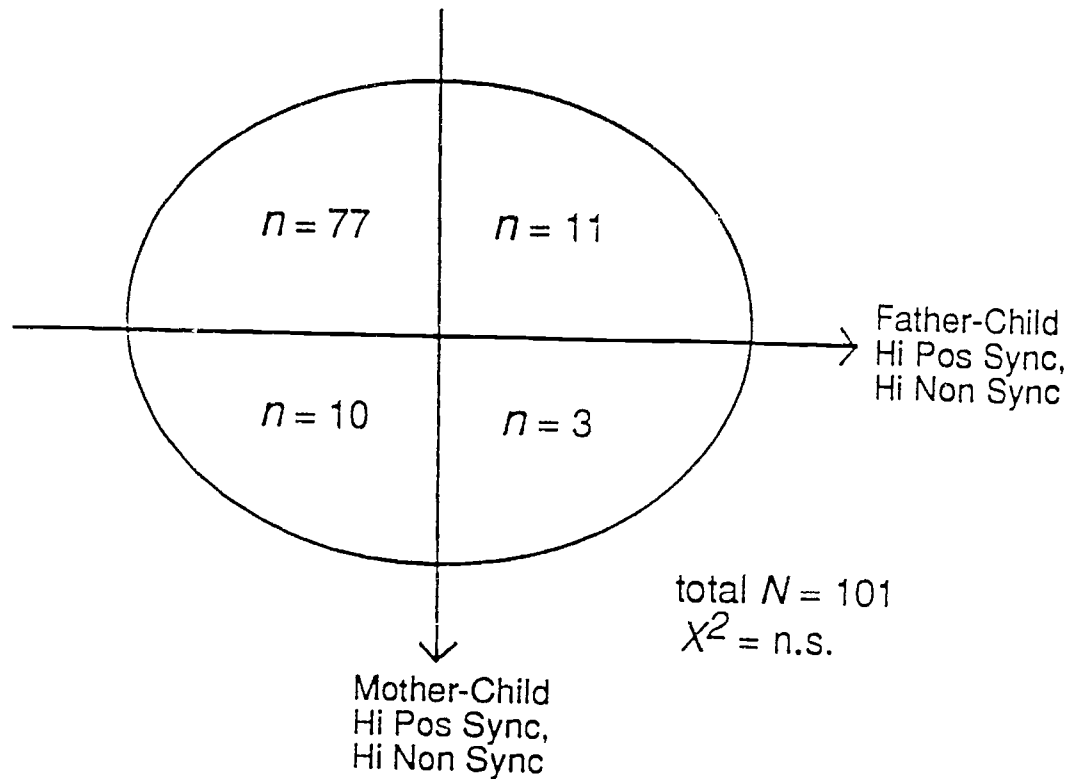 n = 77
n = 11
Father-Child
Hi Pos Sync,
Hi Non Sync
n = 10
n = 3
total N = 101
X² = n.s.
Mother-Child
Hi Pos Sync,
Hi Non Sync